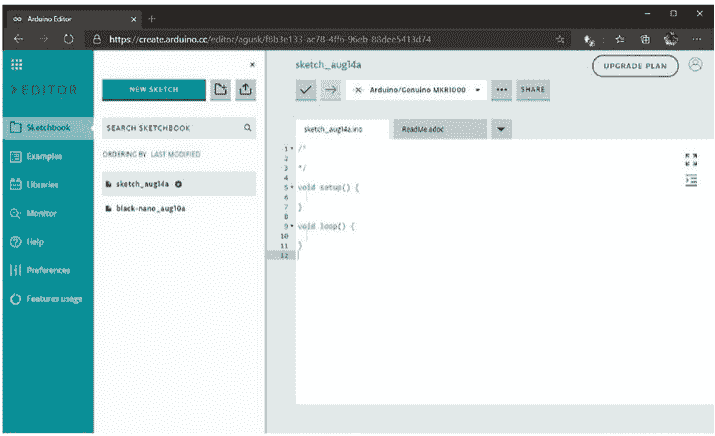 Arduino Editor
https://create.arduino.cc/editor/agusk/f6b3e133-ac78-4ff6-96eb-88dee5413d74
EDITOR
Sketchbook
Examples
Libraries
Monitor
Help
Preferences
Features usage
NEW SKETCH
SEARCH SKETCHBOOK
ORDERING BY LAST MODIFIED
sketch_aug14a
black-nano_aug10a
sketch_aug14a
UPGRADE PLAN
Arduino/Genuino MKR1000
SHARE
sketch_aug14a.ino ReadMe.adoc
1 /*
2
3 */
4
5 void setup() {
6
7 }
8
9 void loop() {
10
11 }
12